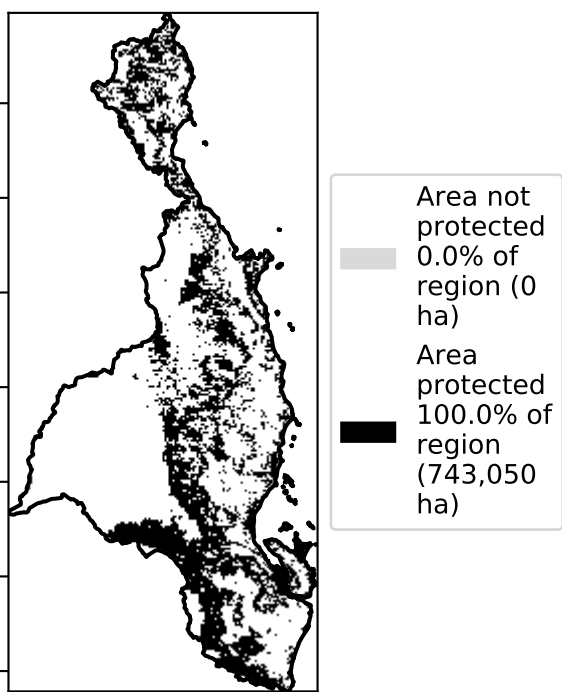 Area not
protected
0.0% of
region (0
ha)
Area
protected
100.0% of
region
(743,050
ha)